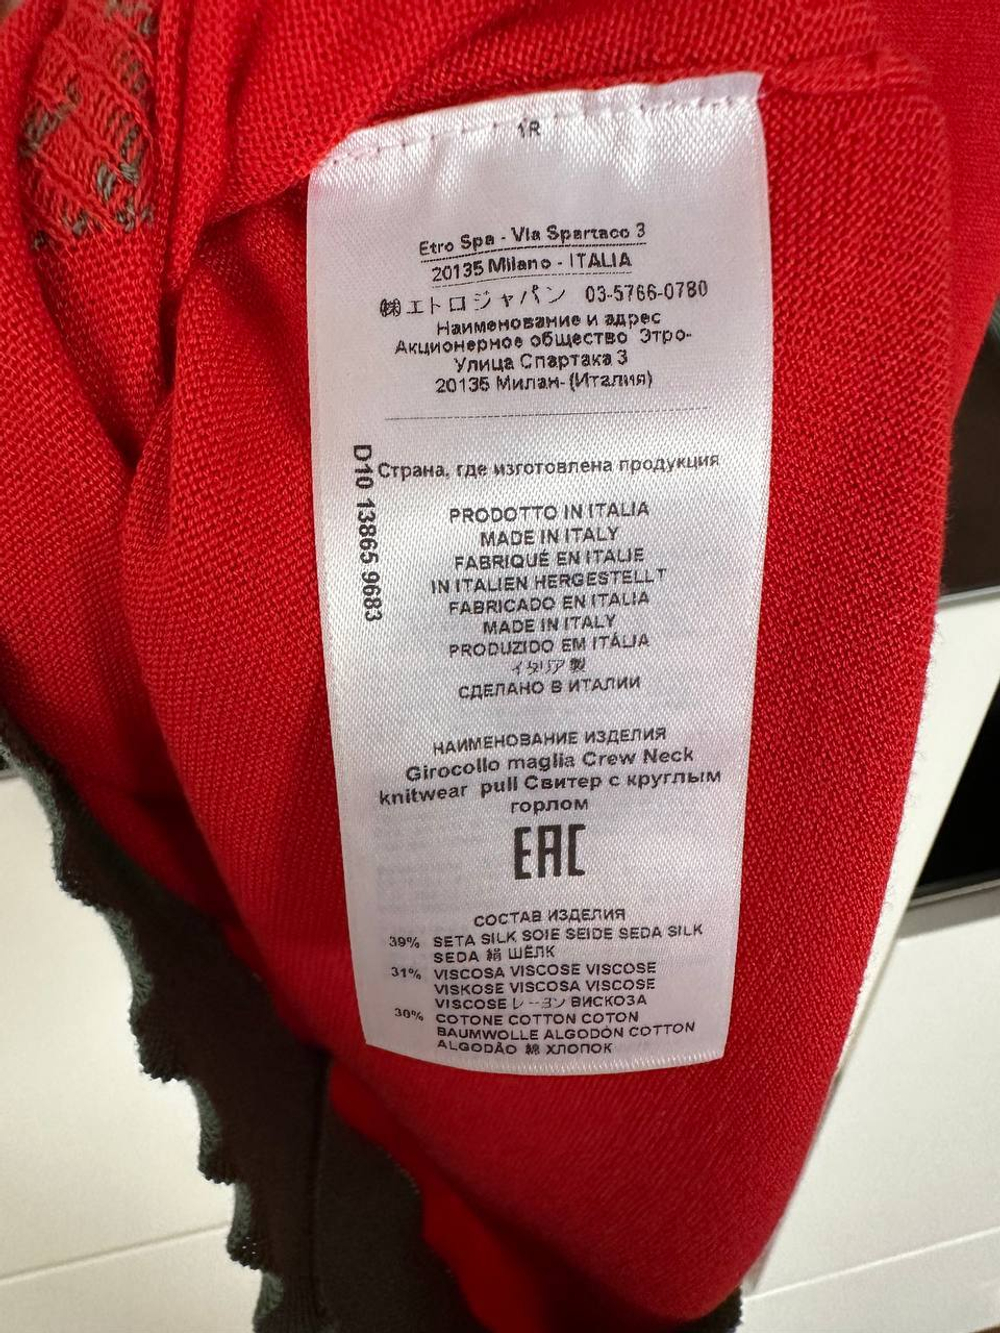 1R
Etro Spa - Via Spartaco 3
20135 Milano - ITALIA
㈱エトロジャパン 03-5766-0780
Наименование и адрес
Акционерное общество Этро-
Улица Спартака 3
20135 Милан-(Италия)
D10 13865 9683
Страна, где изготовлена продукция
PRODOTTO IN ITALIA
MADE IN ITALY
FABRIQUÉ EN ITALIE
IN ITALIEN HERGESTELLT
FABRICADO EN ITALIA
MADE IN ITALY
PRODUZIDO EM ITÁLIA
イタリア製
СДЕЛАНО В ИТАЛИИ
НАИМЕНОВАНИЕ ИЗДЕЛИЯ
Girocollo maglia Crew Neck
knitwear pull Свитер с круглым
горлом
EAC
СОСТАВ ИЗДЕЛИЯ
39% SETA SILK SOIE SEIDE SEDA SILK
SEDA 絹 ШЁЛК
31% VISCOSA VISCOSE VISCOSE
VISKOSE VISCOSA VISCOSE
VISCOSE レーヨン ВИСКОЗА
30% COTONE COTTON COTON
BAUMWOLLE ALGODÓN COTTON
ALGODÃO 綿 ХЛОПОК